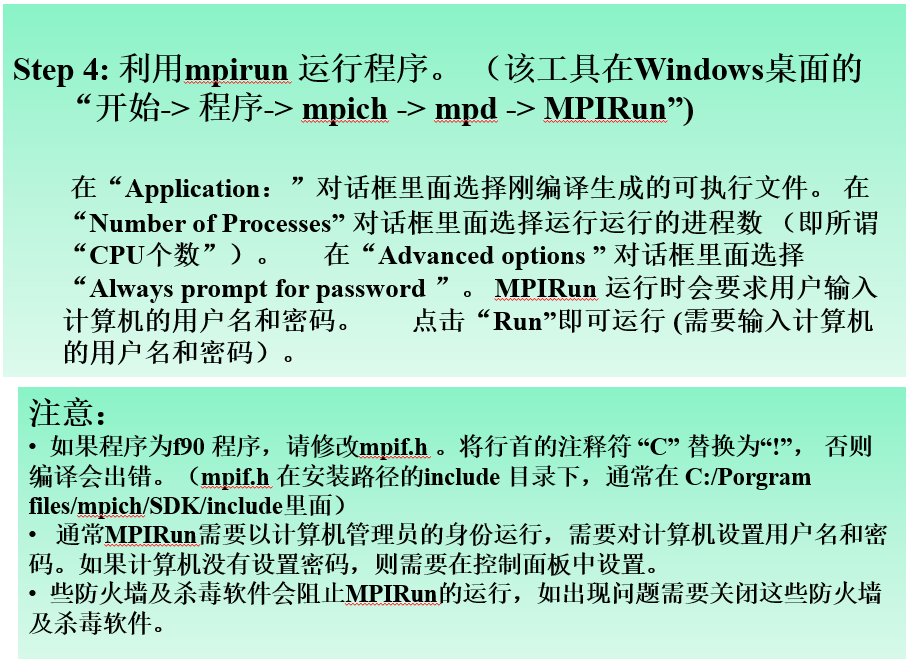 Step 4: 利用mpirun 运行程序。 （该工具在Windows桌面的
“开始-> 程序-> mpich -> mpd -> MPIRun”)
在“Application：”对话框里面选择刚编译生成的可执行文件。 在
“Number of Processes” 对话框里面选择运行运行的进程数 （即所谓
“CPU个数”）。 在“Advanced options ” 对话框里面选择
“Always prompt for password ”。 MPIRun 运行时会要求用户输入
计算机的用户名和密码。 点击“Run”即可运行 (需要输入计算机
的用户名和密码）。
注意：
• 如果程序为f90 程序，请修改mpif.h 。将行首的注释符 “C” 替换为“!”， 否则
编译会出错。（mpif.h 在安装路径的include 目录下，通常在 C:/Porgram
files/mpich/SDK/include里面）
• 通常MPIRun需要以计算机管理员的身份运行，需要对计算机设置用户名和密
码。如果计算机没有设置密码，则需要在控制面板中设置。
• 些防火墙及杀毒软件会阻止MPIRun的运行，如出现问题需要关闭这些防火墙
及杀毒软件。